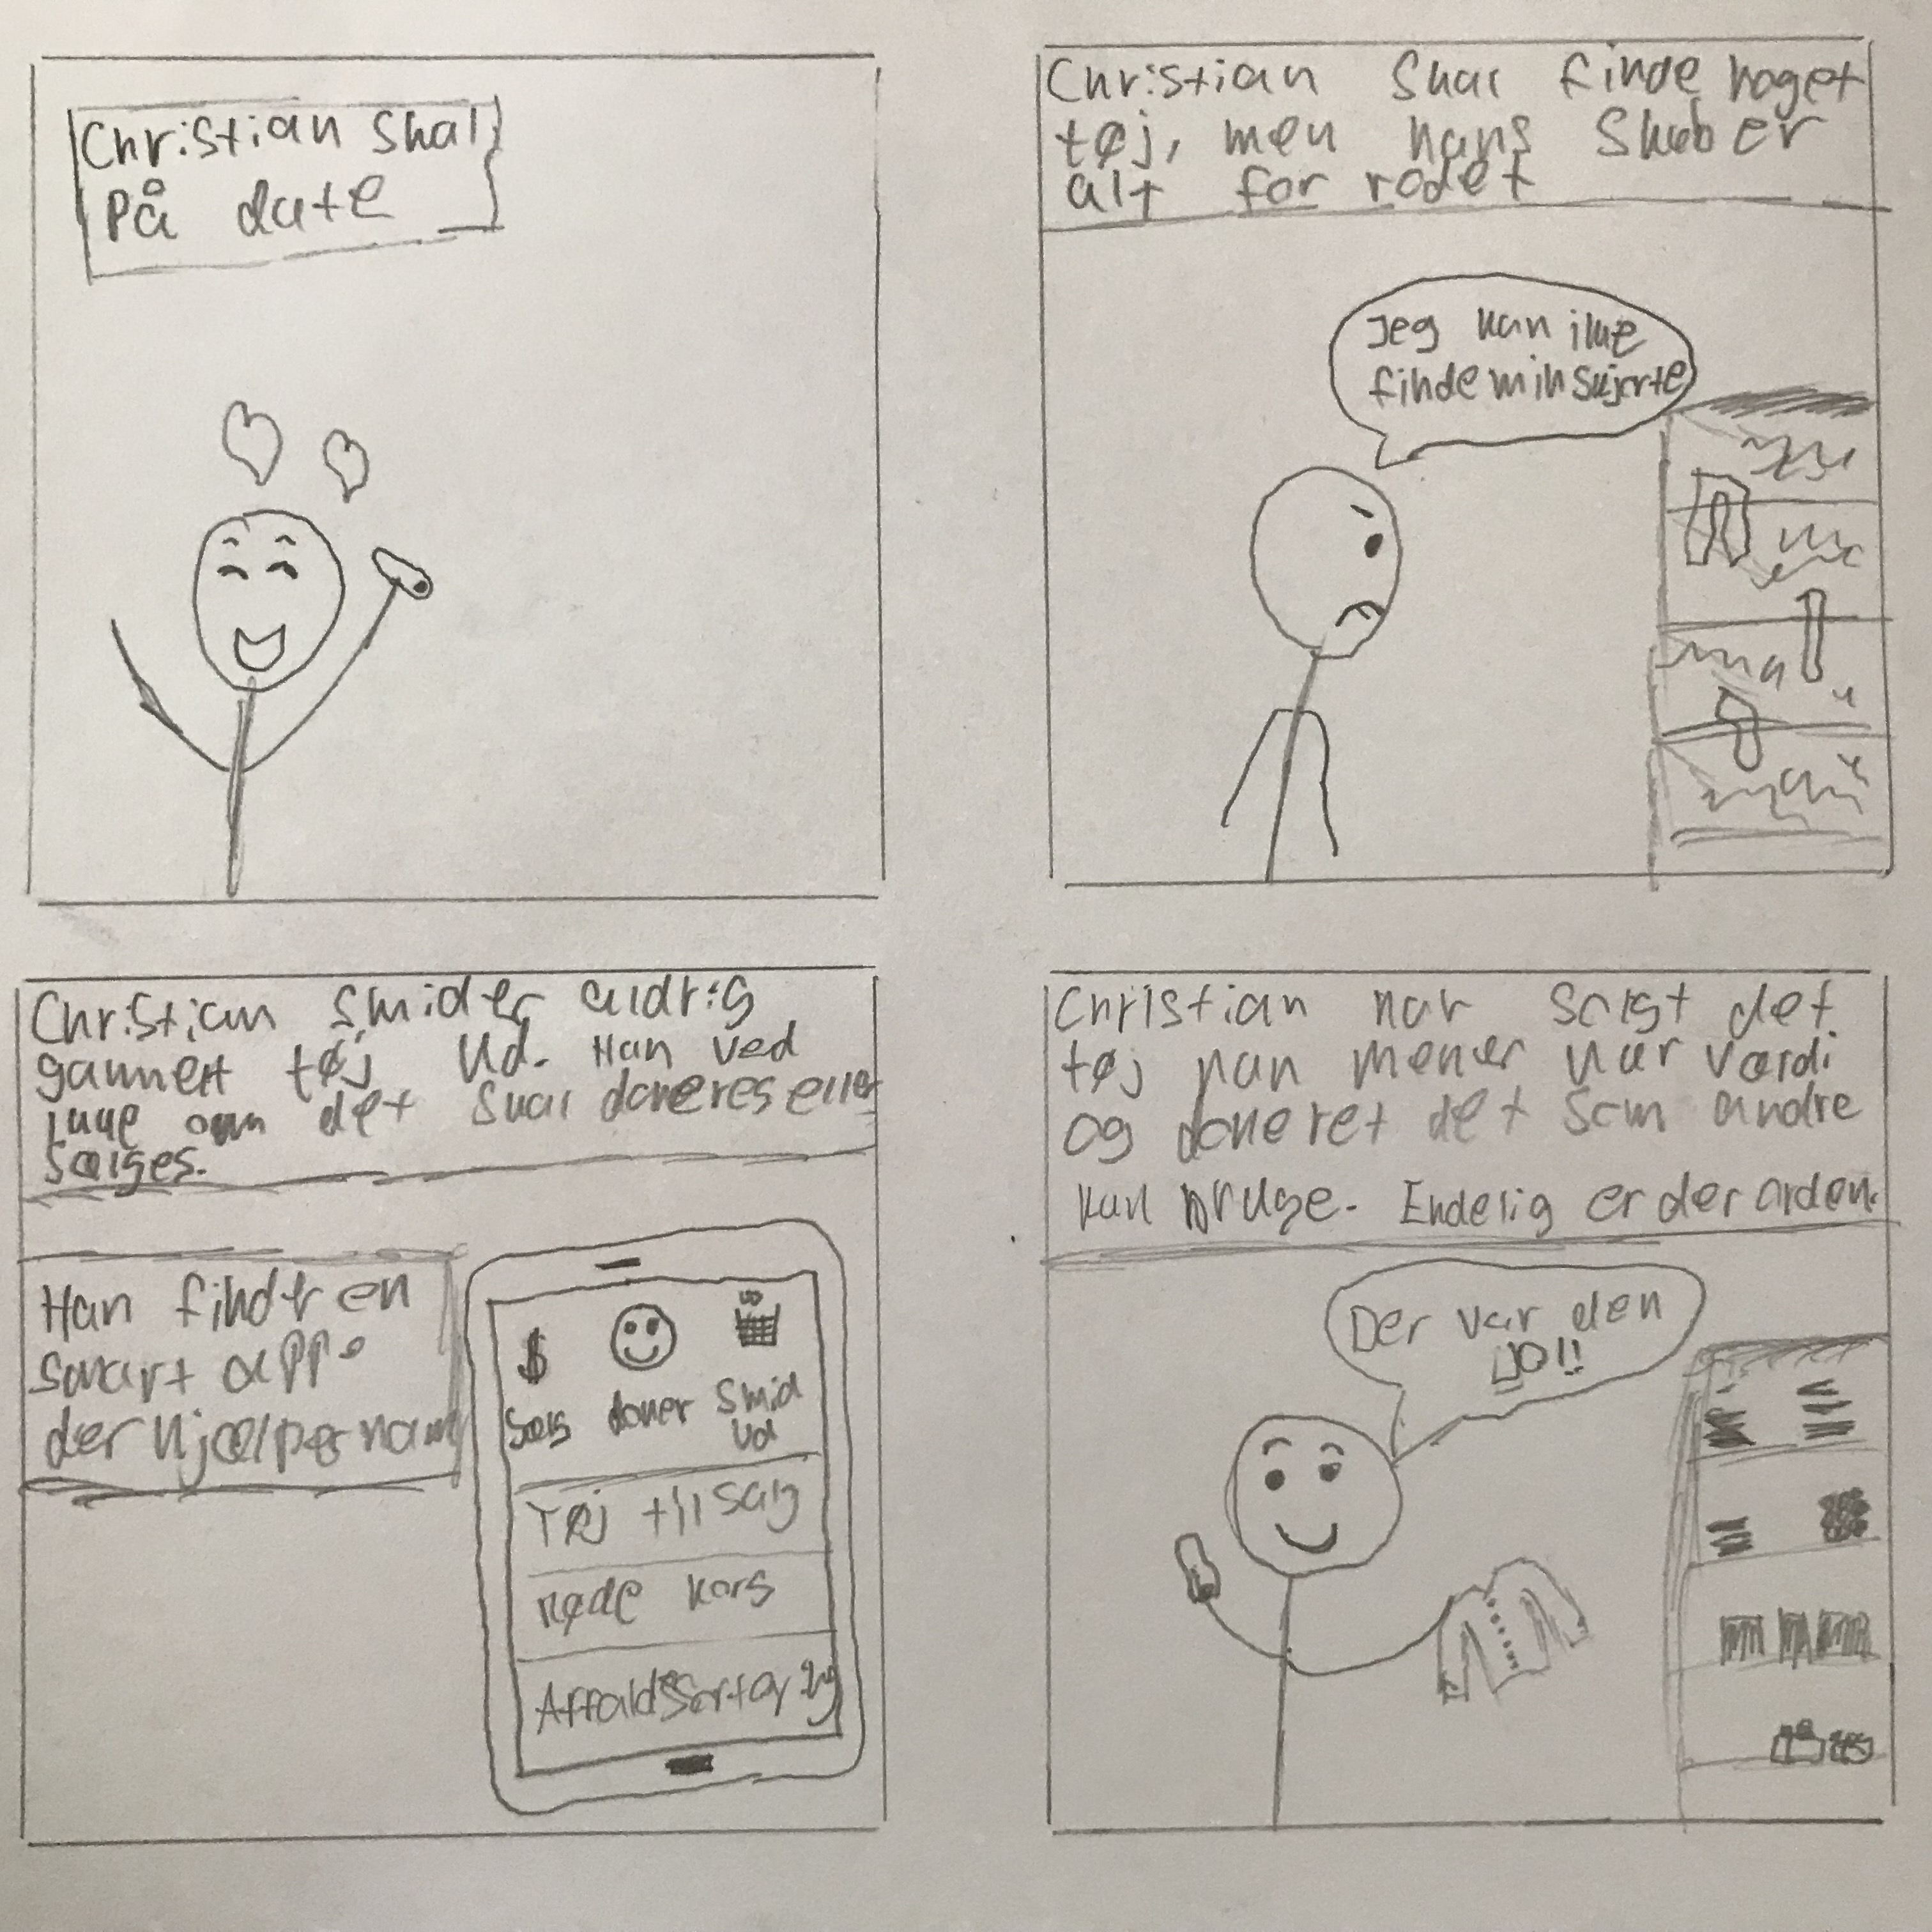 Christian skal
på date
Christian skal finde noget
tøj, men hans skab er
alt for rodet
Jeg kan ikke
finde min skjorte
Christian smider aldrig
gammelt tøj ud. Han ved
ikke om det skal doneres eller
sælges.
Han finder en
smart app
der hjælper ham
$
Sælg doner Smid
ud
Tøj til salg
Røde kors
Affaldssortering
Christian har solgt det
tøj han mener har værdi
og doneret det som andre
kan bruge. Endelig er der orden.
Der var den
JO!!